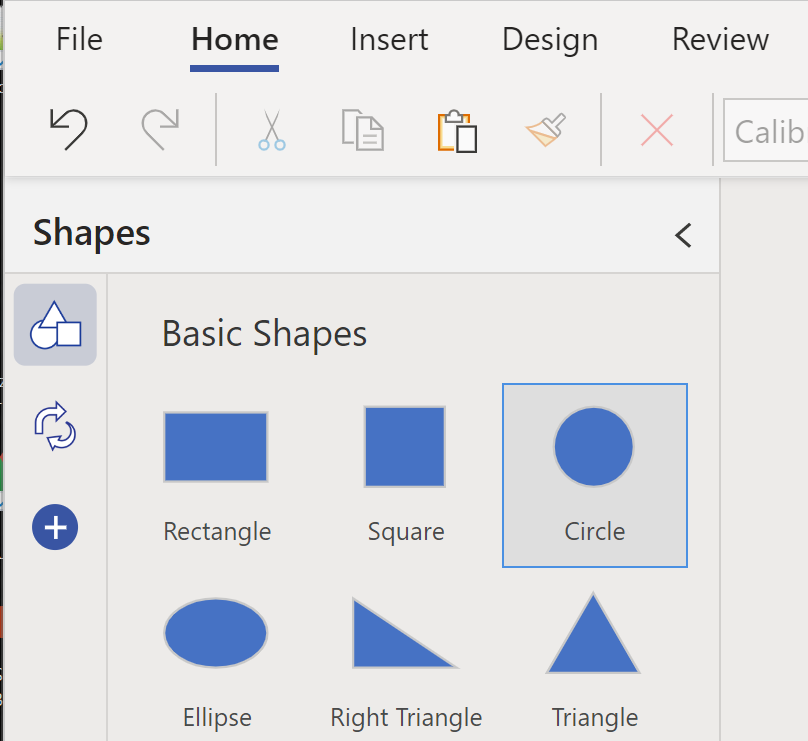 File Home Insert Design Review
Calib
Shapes
Basic Shapes
Rectangle Square Circle
Ellipse Right Triangle Triangle